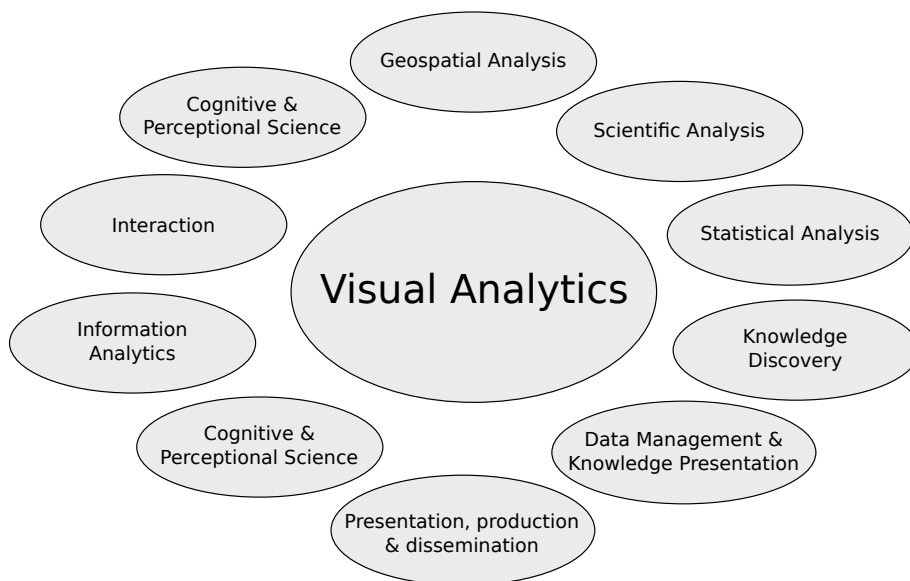 Geospatial Analysis
Cognitive &
Perceptional Science
Scientific Analysis
Interaction
Statistical Analysis
Visual Analytics
Information
Analytics
Knowledge
Discovery
Cognitive &
Perceptional Science
Data Management &
Knowledge Presentation
Presentation, production
& dissemination